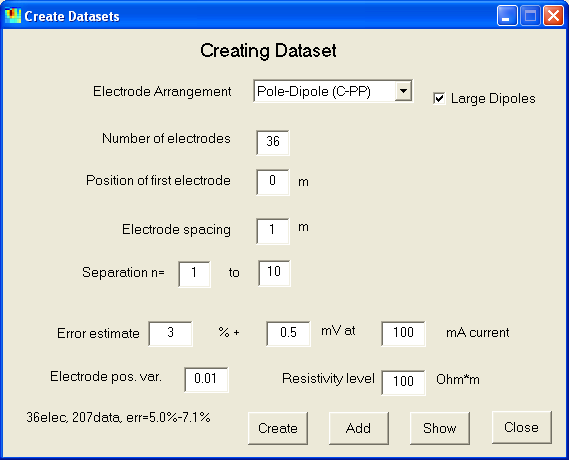 Create Datasets
Creating Dataset
Electrode Arrangement Pole-Dipole (C-PP) Large Dipoles
Number of electrodes 36
Position of first electrode 0 m
Electrode spacing 1 m
Separation n= 1 to 10
Error estimate 3 % + 0.5 mV at 100 mA current
Electrode pos. var. 0.01 Resistivity level 100 Ohm*m
36elec, 207data, err=5.0%-7.1% Create Add Show Close